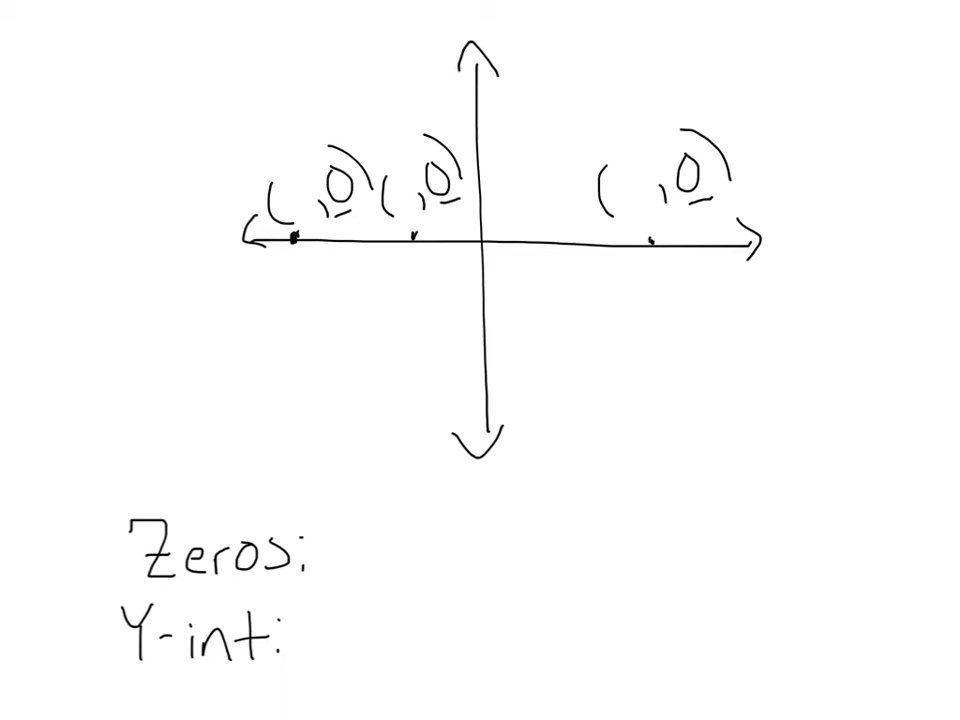 ( ,0) ( ,0) ( ,0)
Zeros:
Y-int: